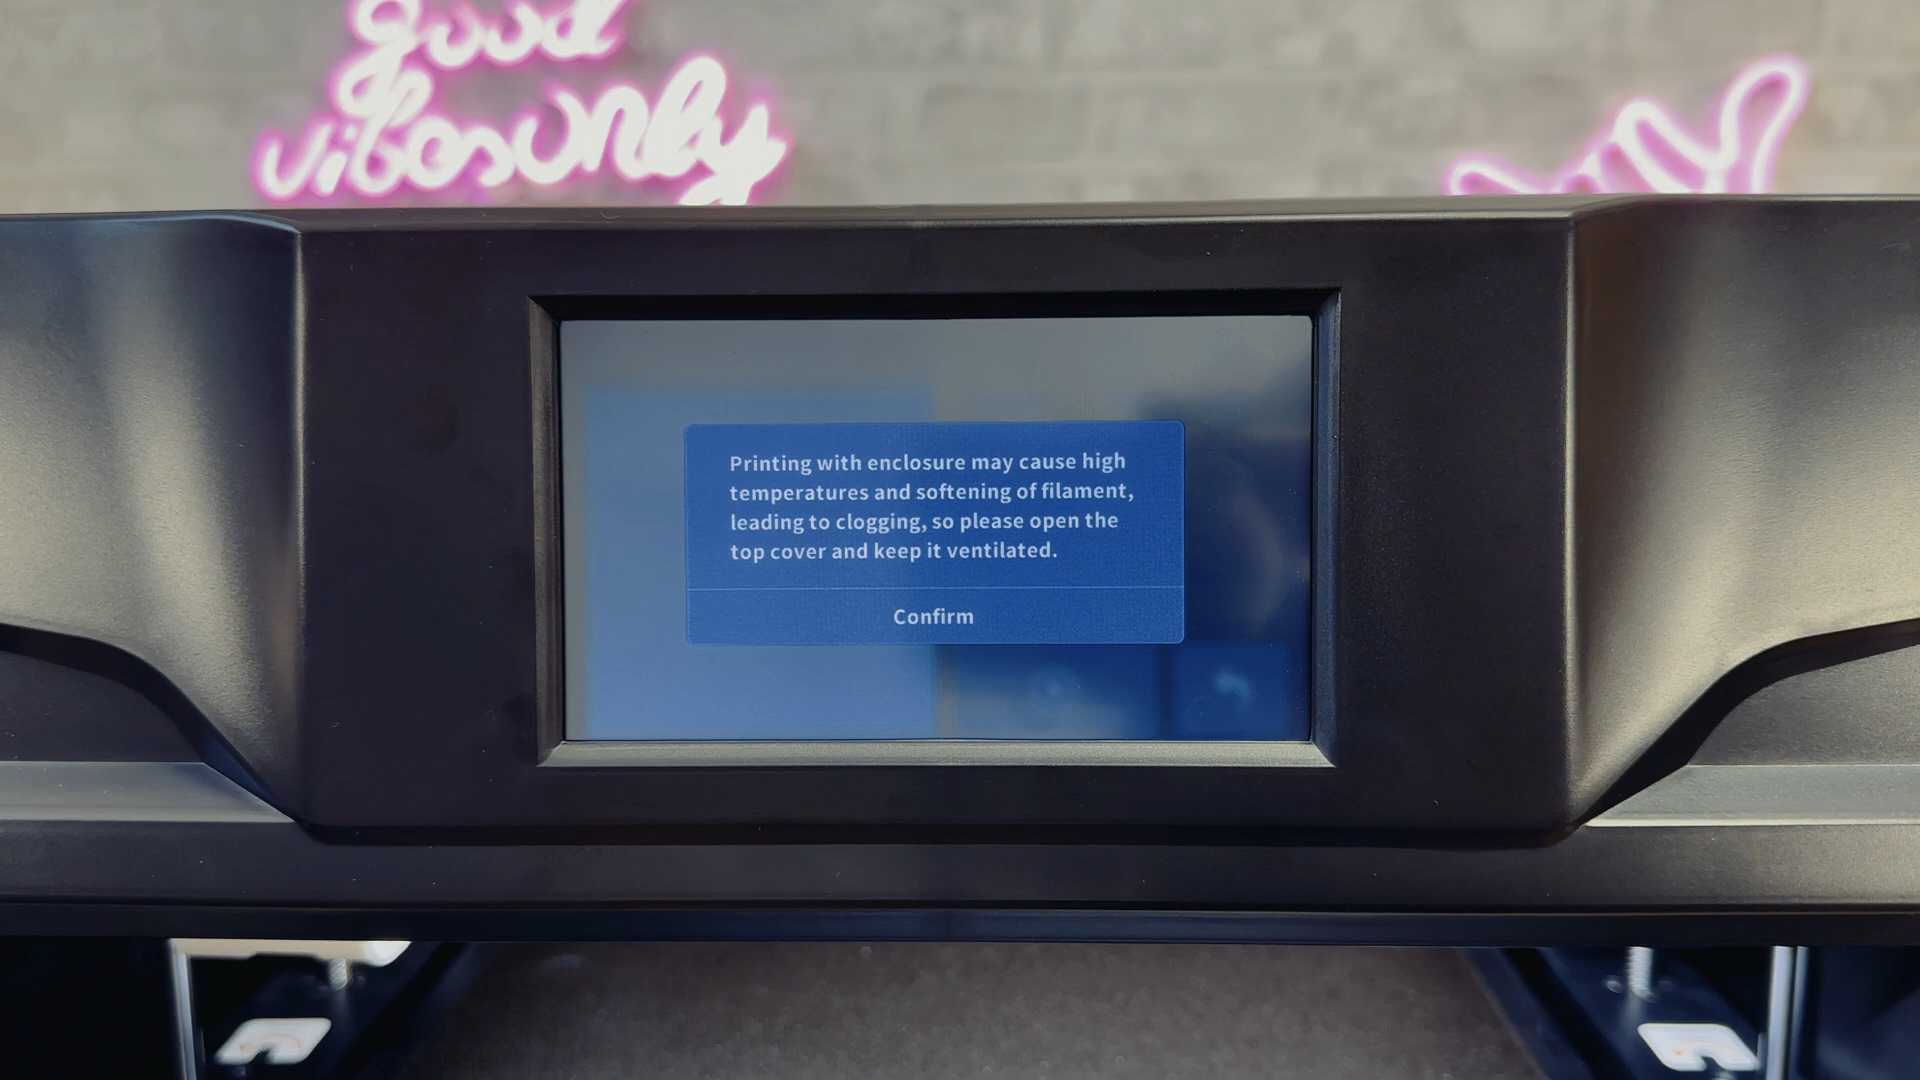 good
vibes only
Printing with enclosure may cause high
temperatures and softening of filament,
leading to clogging, so please open the
top cover and keep it ventilated.
Confirm